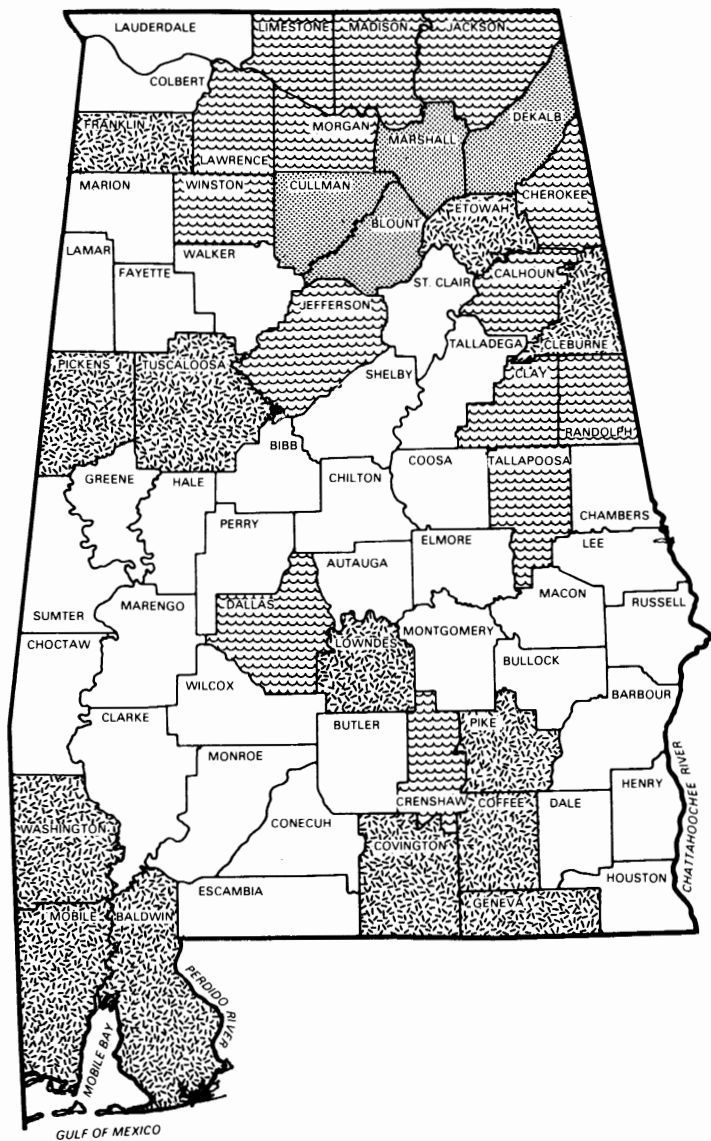 LAUDERDALE
LIMESTONE
MADISON
JACKSON
COLBERT
FRANKLIN
LAWRENCE
MORGAN
MARSHALL
DEKALB
MARION
WINSTON
CULLMAN
BLOUNT
ETOWAH
CHEROKEE
LAMAR
FAYETTE
WALKER
JEFFERSON
ST. CLAIR
CALHOUN
CLEBURNE
TALLADEGA
PICKENS
TUSCALOOSA
SHELBY
CLAY
RANDOLPH
BIBB
GREENE
HALE
CHILTON
COOSA
TALLAPOOSA
CHAMBERS
PERRY
AUTAUGA
ELMORE
LEE
SUMTER
MARENGO
DALLAS
LOWNDES
MONTGOMERY
MACON
RUSSELL
CHOCTAW
WILCOX
BULLOCK
BARBOUR
CLARKE
BUTLER
PIKE
MONROE
CRENSHAW
COFFEE
DALE
HENRY
WASHINGTON
CONECUH
COVINGTON
ESCAMBIA
GENEVA
HOUSTON
CHATTAHOOCHEE RIVER
MOBILE
BALDWIN
PERDIDO RIVER
MOBILE BAY
GULF OF MEXICO